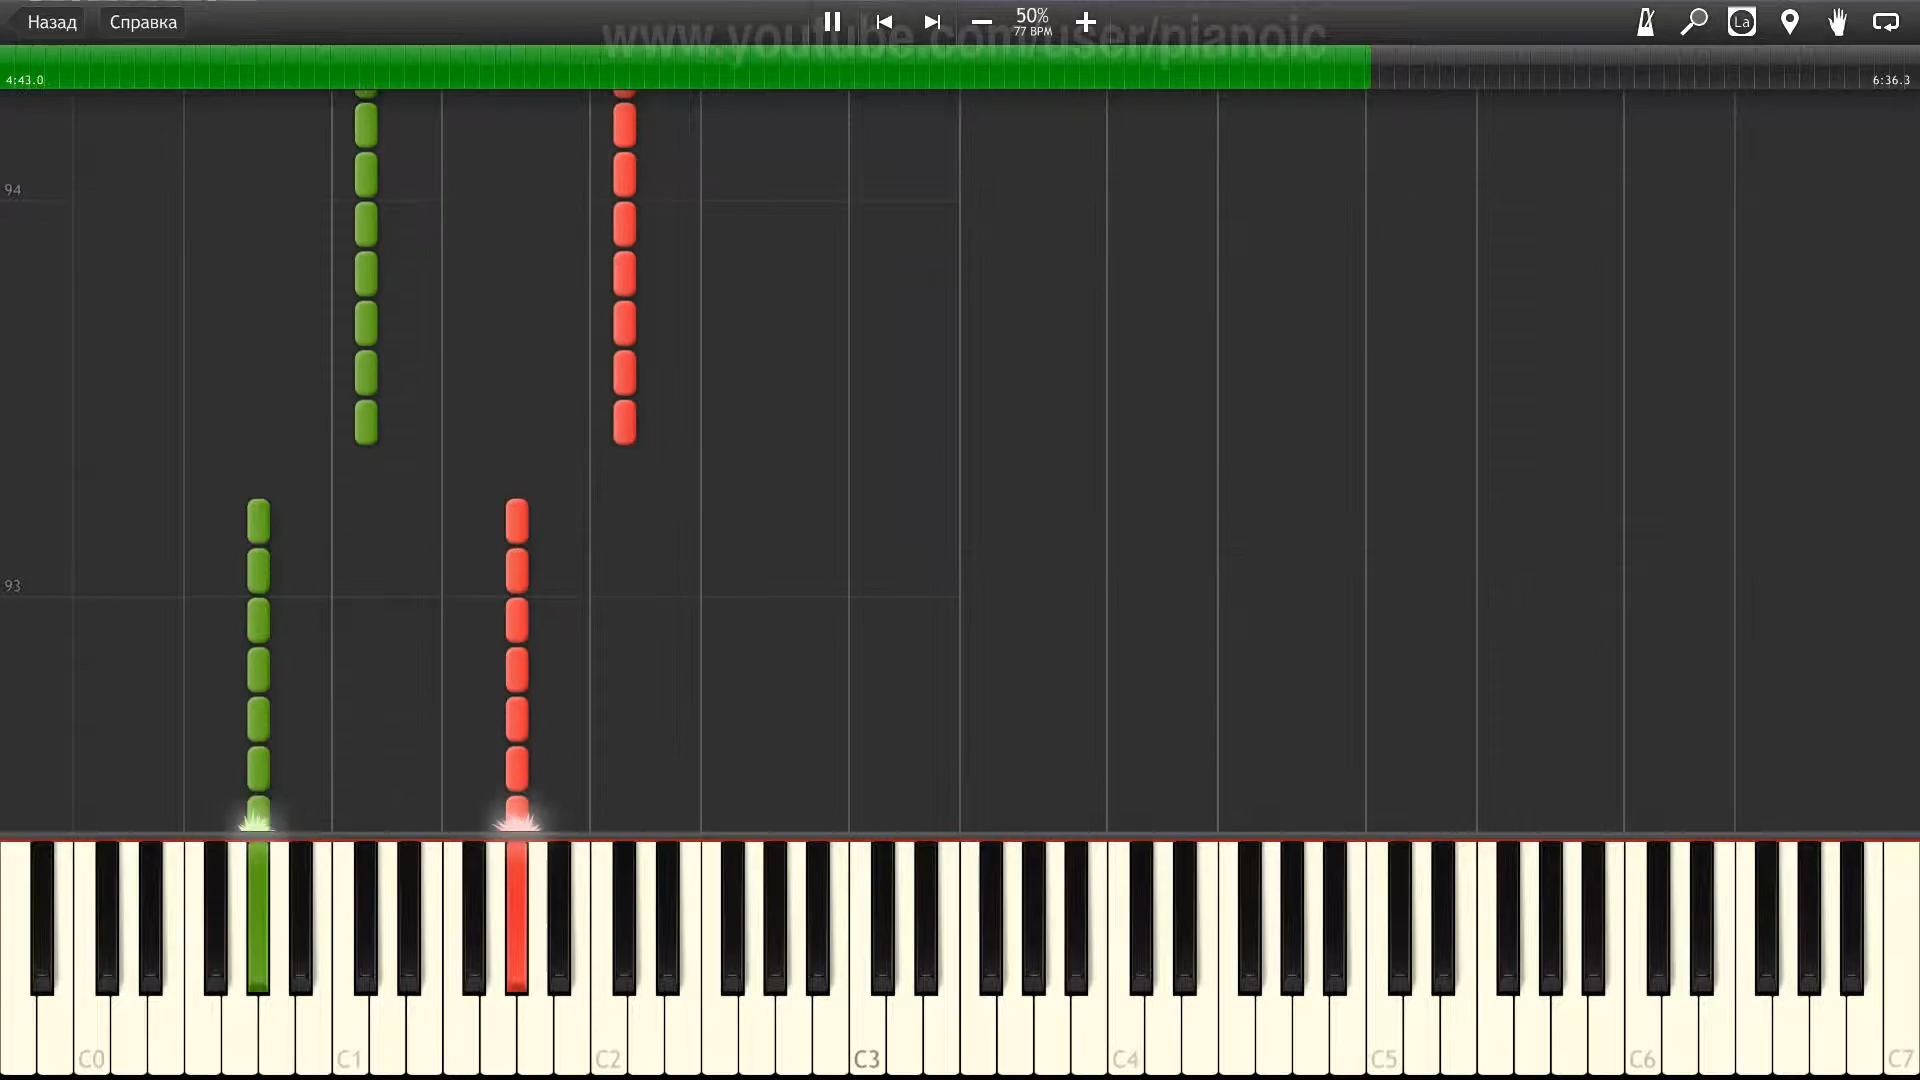 Назад Справка 50% La
77 BPM
www.youtube.com/user/pianoic
4:43.0 6:36.3
94
93
C0 C1 C2 C3 C4 C5 C6 C7